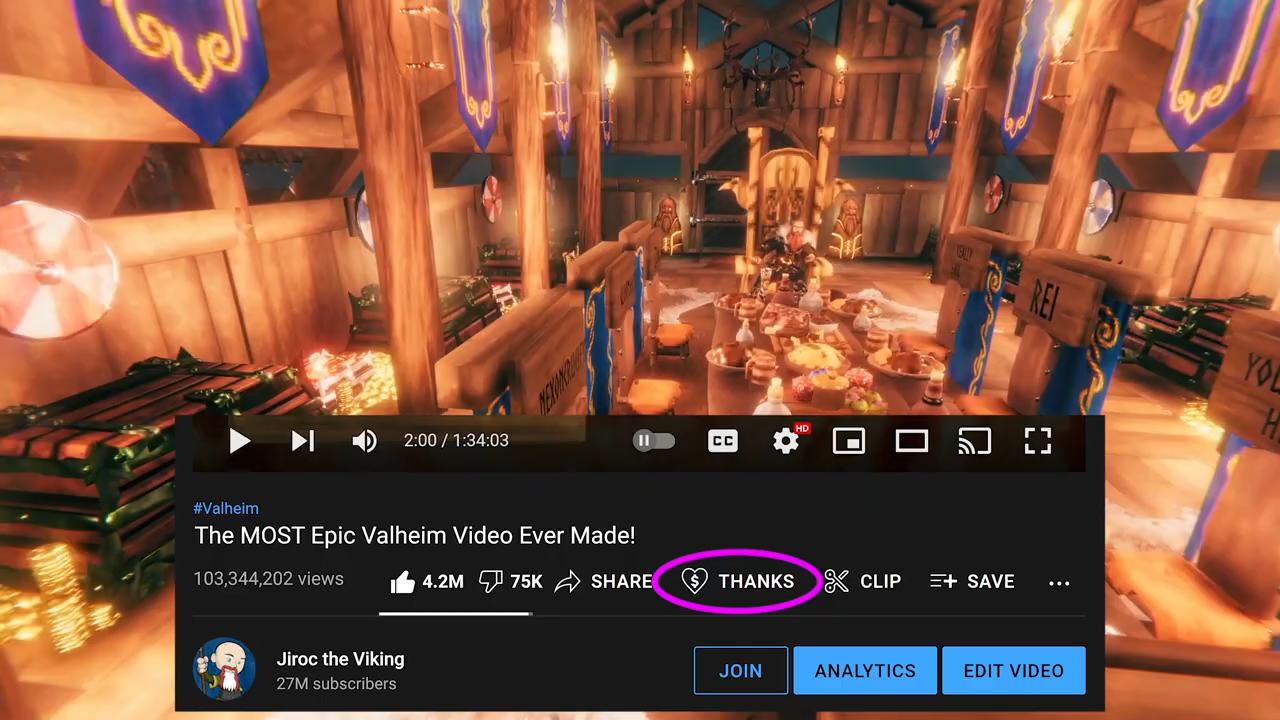 REI
2:00 / 1:34:03
CC
HD
#Valheim
The MOST Epic Valheim Video Ever Made!
103,344,202 views
4.2M
75K
SHARE
$ THANKS
CLIP
SAVE
...
Jiroc the Viking
27M subscribers
JOIN
ANALYTICS
EDIT VIDEO